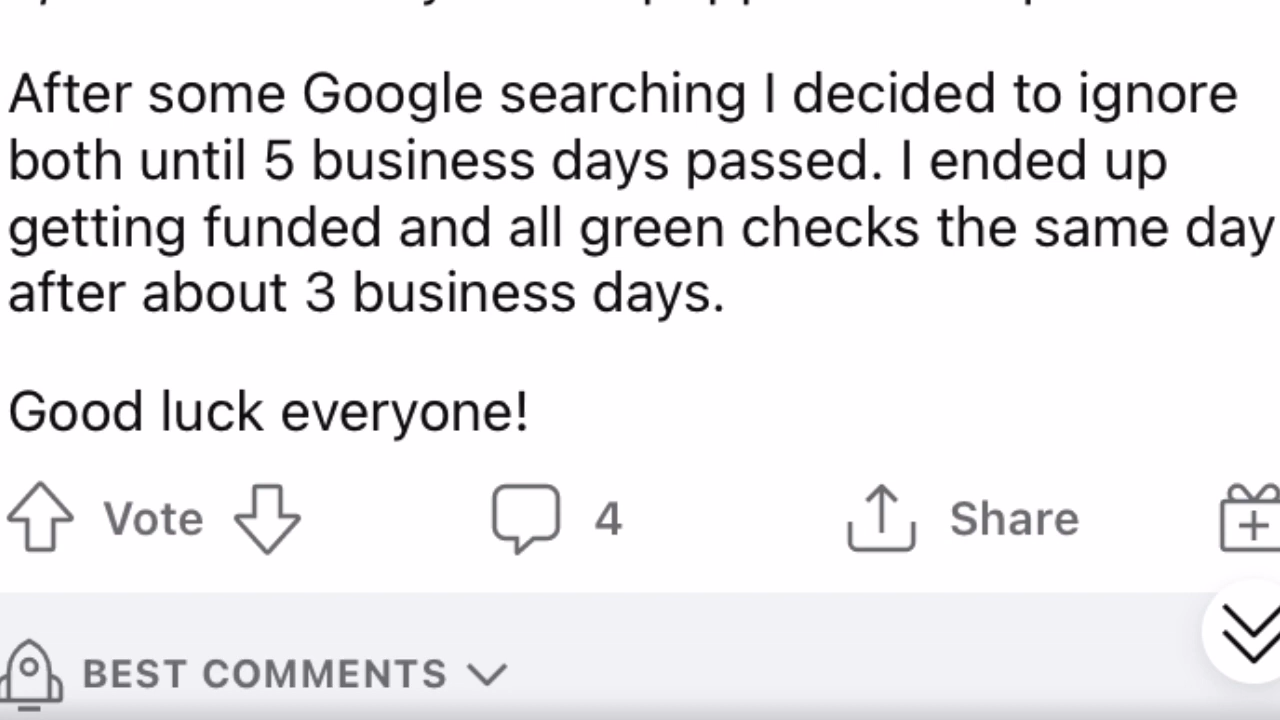 After some Google searching I decided to ignore
both until 5 business days passed. I ended up
getting funded and all green checks the same day
after about 3 business days.
Good luck everyone!
Vote 4 Share
BEST COMMENTS